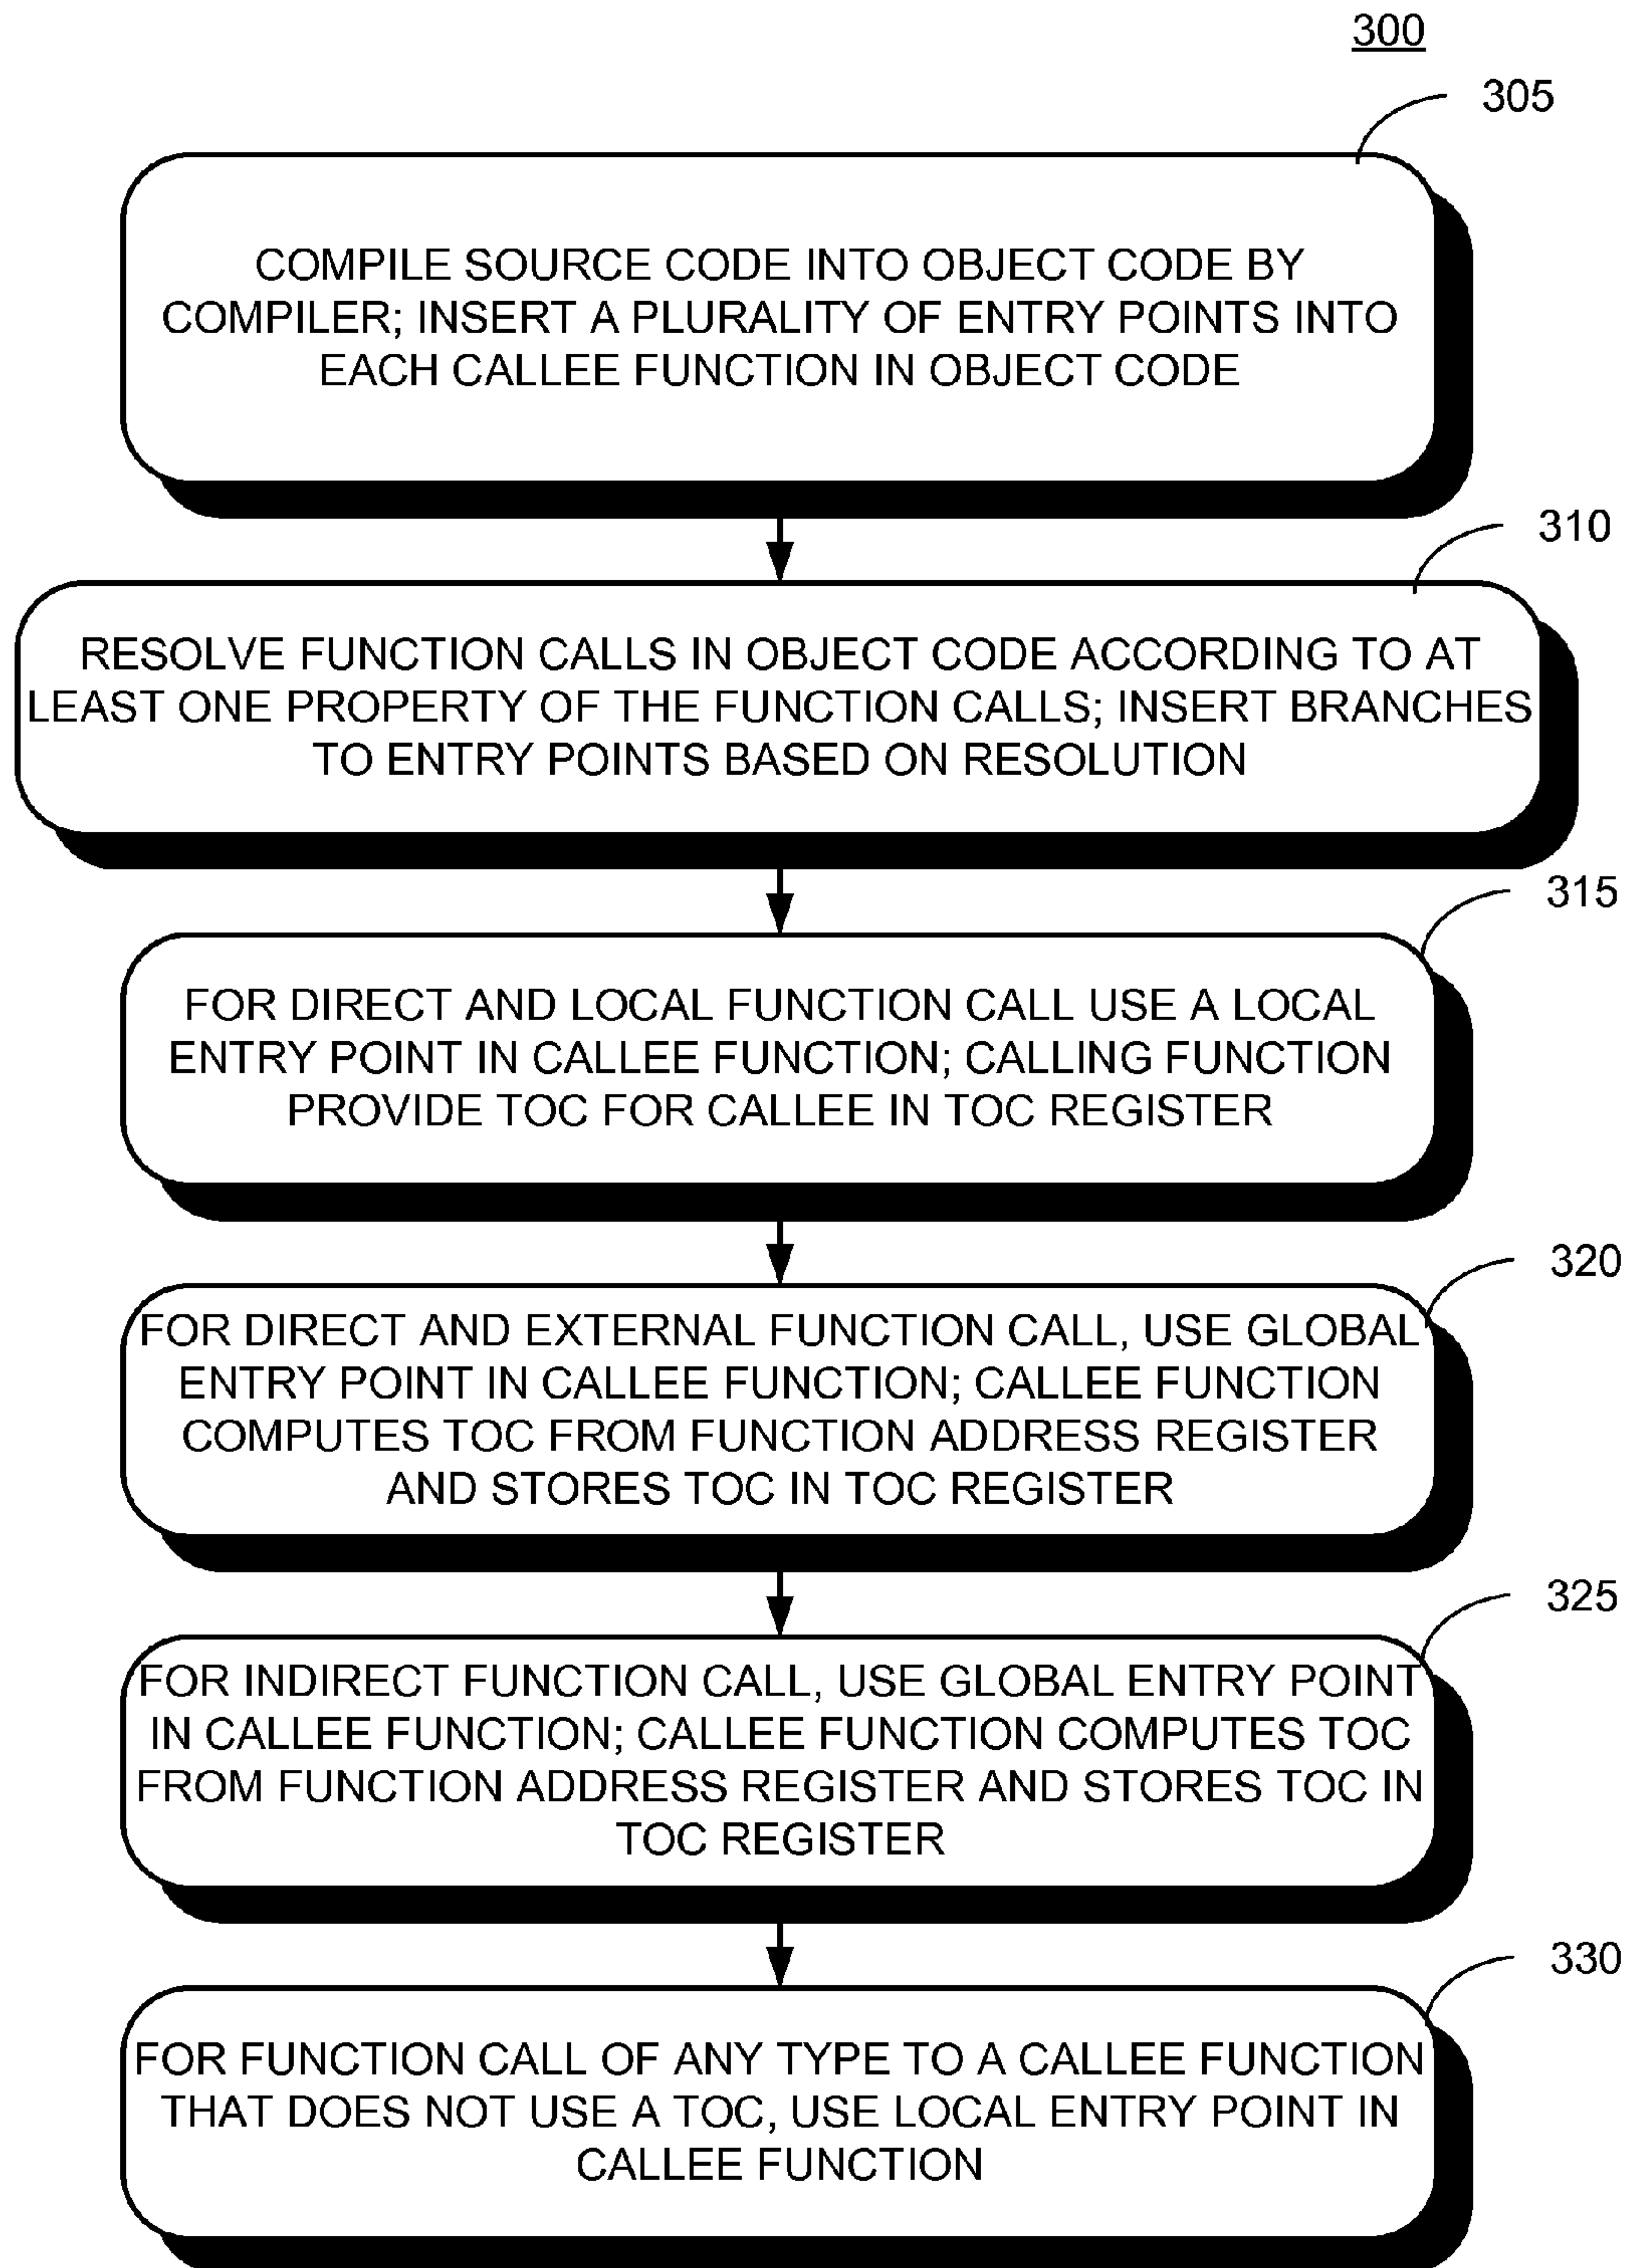 300
305
COMPILE SOURCE CODE INTO OBJECT CODE BY
COMPILER; INSERT A PLURALITY OF ENTRY POINTS INTO
EACH CALLEE FUNCTION IN OBJECT CODE
310
RESOLVE FUNCTION CALLS IN OBJECT CODE ACCORDING TO AT
LEAST ONE PROPERTY OF THE FUNCTION CALLS; INSERT BRANCHES
TO ENTRY POINTS BASED ON RESOLUTION
315
FOR DIRECT AND LOCAL FUNCTION CALL USE A LOCAL
ENTRY POINT IN CALLEE FUNCTION; CALLING FUNCTION
PROVIDE TOC FOR CALLEE IN TOC REGISTER
320
FOR DIRECT AND EXTERNAL FUNCTION CALL, USE GLOBAL
ENTRY POINT IN CALLEE FUNCTION; CALLEE FUNCTION
COMPUTES TOC FROM FUNCTION ADDRESS REGISTER
AND STORES TOC IN TOC REGISTER
325
FOR INDIRECT FUNCTION CALL, USE GLOBAL ENTRY POINT
IN CALLEE FUNCTION; CALLEE FUNCTION COMPUTES TOC
FROM FUNCTION ADDRESS REGISTER AND STORES TOC IN
TOC REGISTER
330
FOR FUNCTION CALL OF ANY TYPE TO A CALLEE FUNCTION
THAT DOES NOT USE A TOC, USE LOCAL ENTRY POINT IN
CALLEE FUNCTION